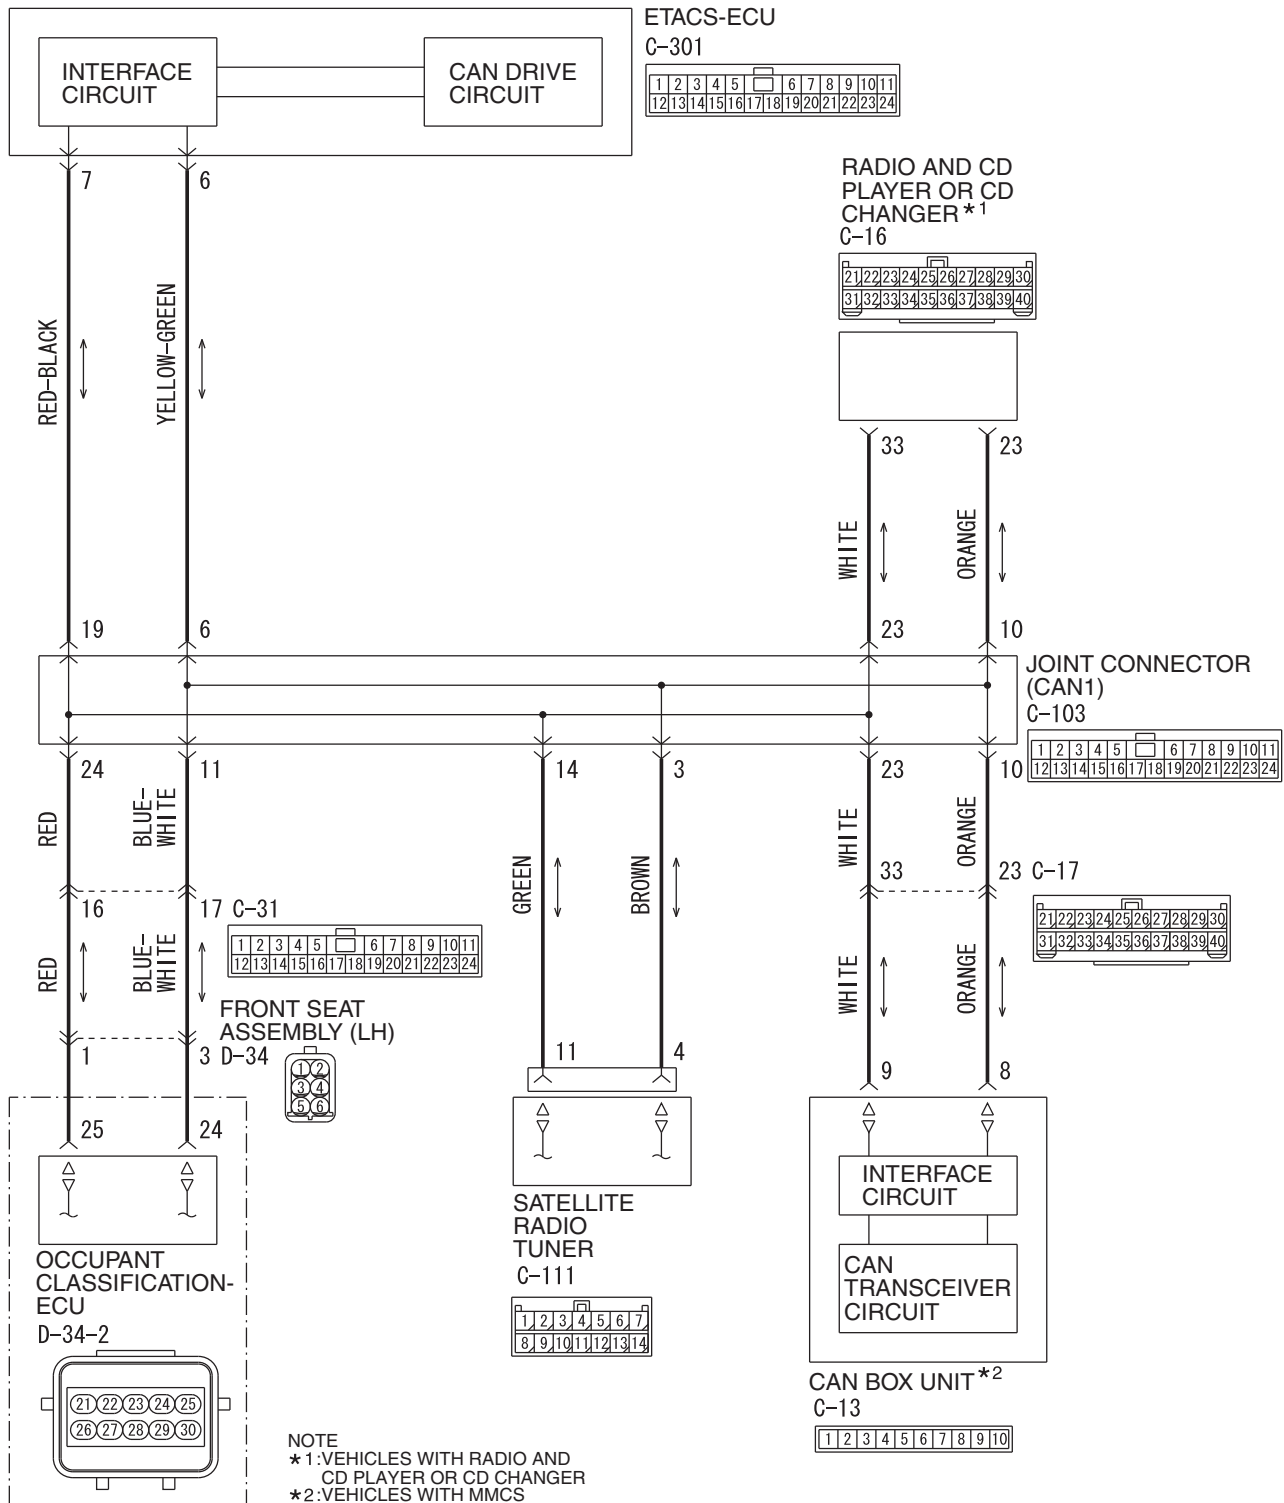 ETACS-ECU
C-301
INTERFACE
CIRCUIT
CAN DRIVE
CIRCUIT
1 2 3 4 5 6 7 8 9 10 11
12 13 14 15 16 17 18 19 20 21 22 23 24
7 6
RADIO AND CD
PLAYER OR CD
CHANGER *1
C-16
21 22 23 24 25 26 27 28 29 30
31 32 33 34 35 36 37 38 39 40
RED-BLACK
YELLOW-GREEN
33 23
WHITE
ORANGE
19 6 23 10
JOINT CONNECTOR
(CAN1)
C-103
1 2 3 4 5 6 7 8 9 10 11
12 13 14 15 16 17 18 19 20 21 22 23 24
24 11 14 3 23 10
RED
BLUE-
WHITE
GREEN
BROWN
WHITE
ORANGE
33 23 C-17
21 22 23 24 25 26 27 28 29 30
31 32 33 34 35 36 37 38 39 40
16 17 C-31
1 2 3 4 5 6 7 8 9 10 11
12 13 14 15 16 17 18 19 20 21 22 23 24
RED
BLUE-
WHITE
WHITE
ORANGE
FRONT SEAT
ASSEMBLY (LH)
1 3 D-34
1 2
3 4
5 6
11 4
9 8
25 24
INTERFACE
CIRCUIT
CAN
TRANSCEIVER
CIRCUIT
OCCUPANT
CLASSIFICATION-
ECU
D-34-2
21 22 23 24 25
26 27 28 29 30
SATELLITE
RADIO
TUNER
C-111
1 2 3 4 5 6 7
8 9 10 11 12 13 14
CAN BOX UNIT *2
C-13
1 2 3 4 5 6 7 8 9 10
NOTE
*1:VEHICLES WITH RADIO AND
CD PLAYER OR CD CHANGER
*2:VEHICLES WITH MMCS